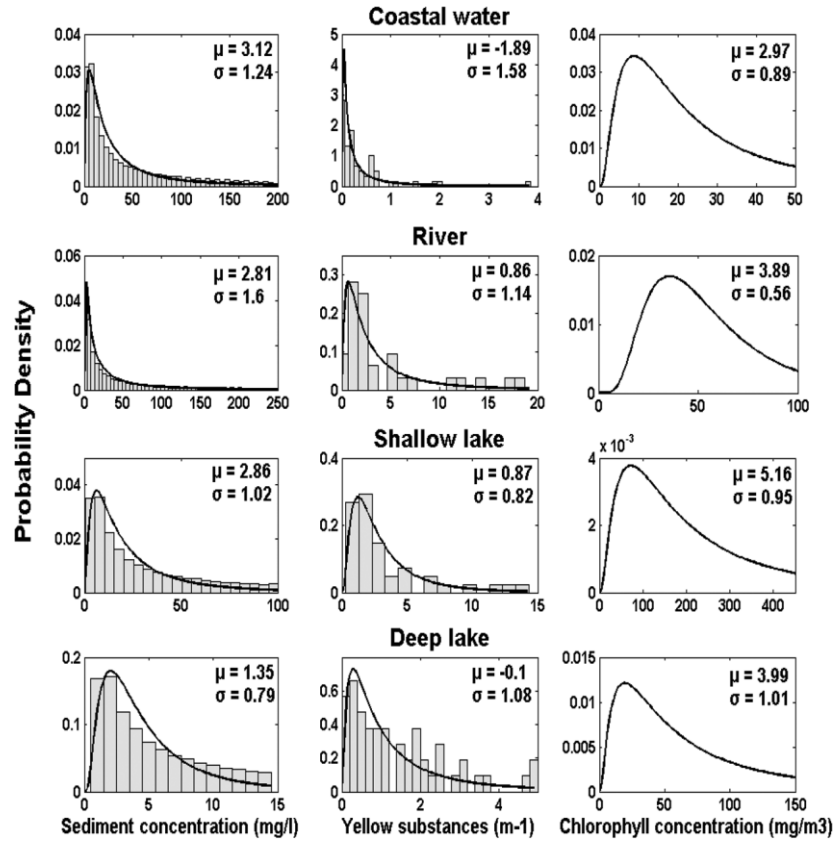 Coastal water
0.04
0.03
0.02
0.01
0
0 50 100 150 200
μ = 3.12
σ = 1.24
5
4
3
2
1
0
0 1 2 3 4
μ = -1.89
σ = 1.58
0.04
0.03
0.02
0.01
0
0 10 20 30 40 50
μ = 2.97
σ = 0.89
River
0.06
0.04
0.02
0
0 50 100 150 200 250
μ = 2.81
σ = 1.6
0.3
0.2
0.1
0
0 5 10 15 20
μ = 0.86
σ = 1.14
0.02
0.01
0
50 100
μ = 3.89
σ = 0.56
Probability Density
Shallow lake
0.04
0.02
0
0 50 100
μ = 2.86
σ = 1.02
0.4
0.2
0
0 5 10 15
μ = 0.87
σ = 0.82
x 10⁻³
4
2
0
0 100 200 300 400
μ = 5.16
σ = 0.95
Deep lake
0.2
0.1
0
0 5 10 15
μ = 1.35
σ = 0.79
0.6
0.4
0.2
0
0 2 4
μ = -0.1
σ = 1.08
0.015
0.01
0.005
0
0 50 100 150
μ = 3.99
σ = 1.01
Sediment concentration (mg/l)
Yellow substances (m-1)
Chlorophyll concentration (mg/m3)